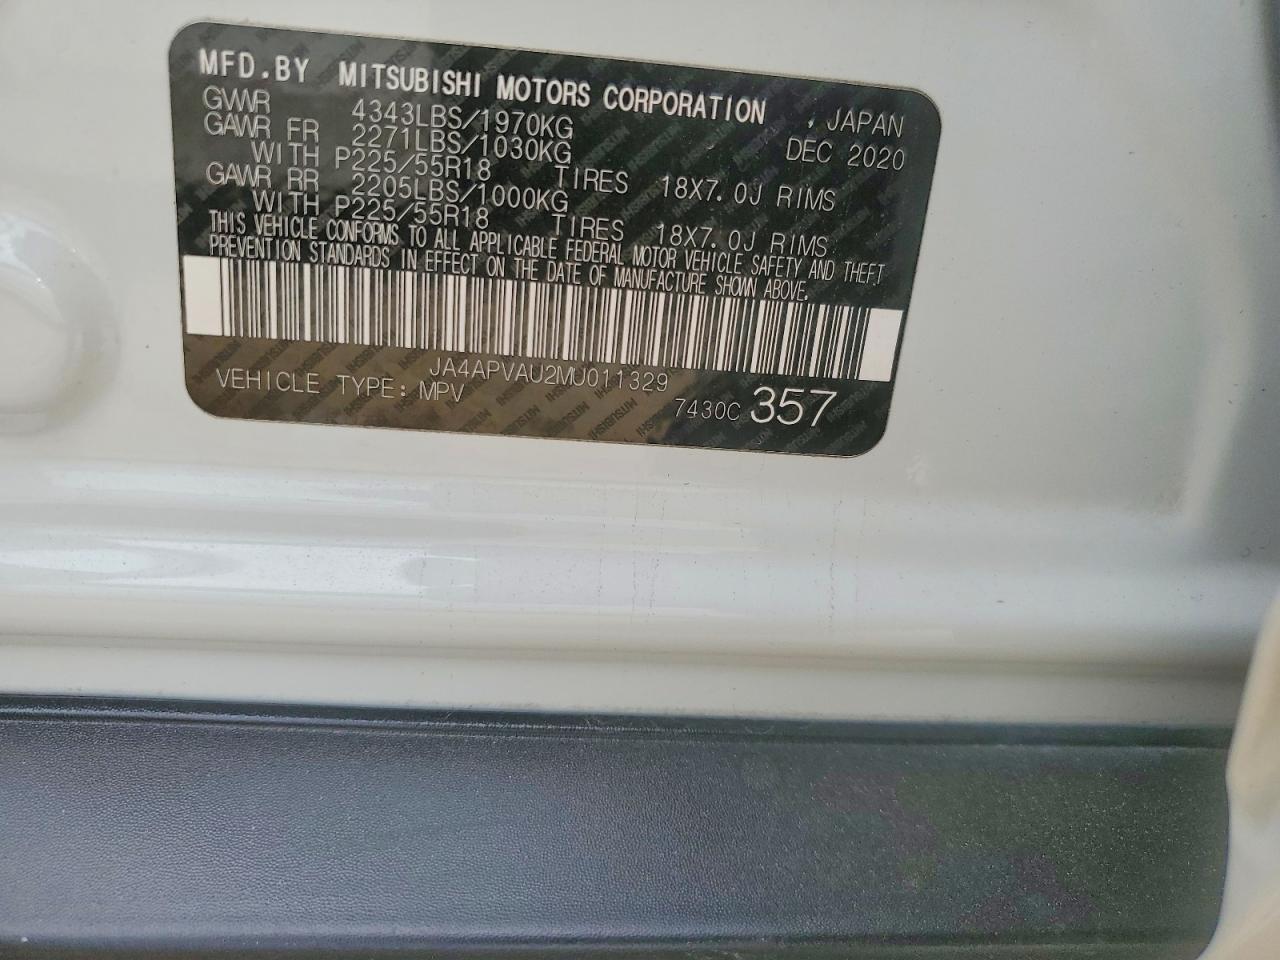 MFD.BY MITSUBISHI MOTORS CORPORATION , JAPAN
GVWR 4343LBS/1970KG DEC 2020
GAWR FR 2271LBS/1030KG
WITH P225/55R18 TIRES 18X7.0J RIMS
GAWR RR 2205LBS/1000KG
WITH P225/55R18 TIRES 18X7.0J RIMS
THIS VEHICLE CONFORMS TO ALL APPLICABLE FEDERAL MOTOR VEHICLE SAFETY AND THEFT
PREVENTION STANDARDS IN EFFECT ON THE DATE OF MANUFACTURE SHOWN ABOVE.
JA4APVAU2MU011329
VEHICLE TYPE: MPV 7430C 357